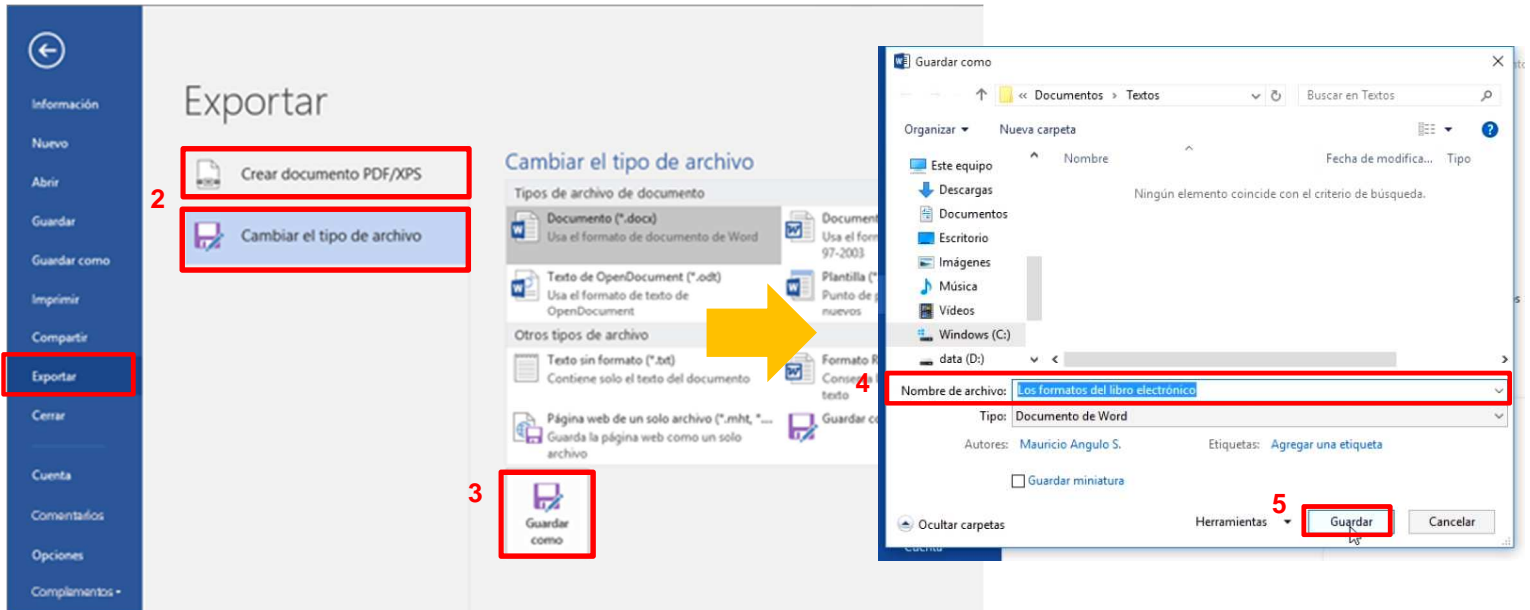 Información
Nuevo
Abrir
Guardar
Guardar como
Imprimir
Compartir
Exportar
Cerrar
Cuenta
Comentarios
Opciones
Complementos
Exportar
2
Crear documento PDF/XPS
Cambiar el tipo de archivo
Cambiar el tipo de archivo
Tipos de archivo de documento
Documento (*.docx)
Usa el formato de documento de Word
Texto de OpenDocument (*.odt)
Usa el formato de texto de
OpenDocument
97-2003
Plantilla (*
Punto de
nuevos
Otros tipos de archivo
Texto sin formato (*.txt)
Contiene solo el texto del documento
Página web de un solo archivo (*.mht, *....
Guarda la página web como un solo
archivo
Formato
texto
Guardar
3
Guardar
como
Guardar como
« Documentos › Textos
Buscar en Textos
Organizar
Nueva carpeta
Este equipo
Descargas
Documentos
Escritorio
Imágenes
Música
Vídeos
Windows (C:)
data (D:)
Nombre
Fecha de modifica...
Tipo
Ningún elemento coincide con el criterio de búsqueda.
4
Nombre de archivo: Los formatos del libro electrónico
Tipo: Documento de Word
Autores: Mauricio Angulo S.
Etiquetas: Agregar una etiqueta
Guardar miniatura
5
Ocultar carpetas
Herramientas
Guardar
Cancelar
Cuenta